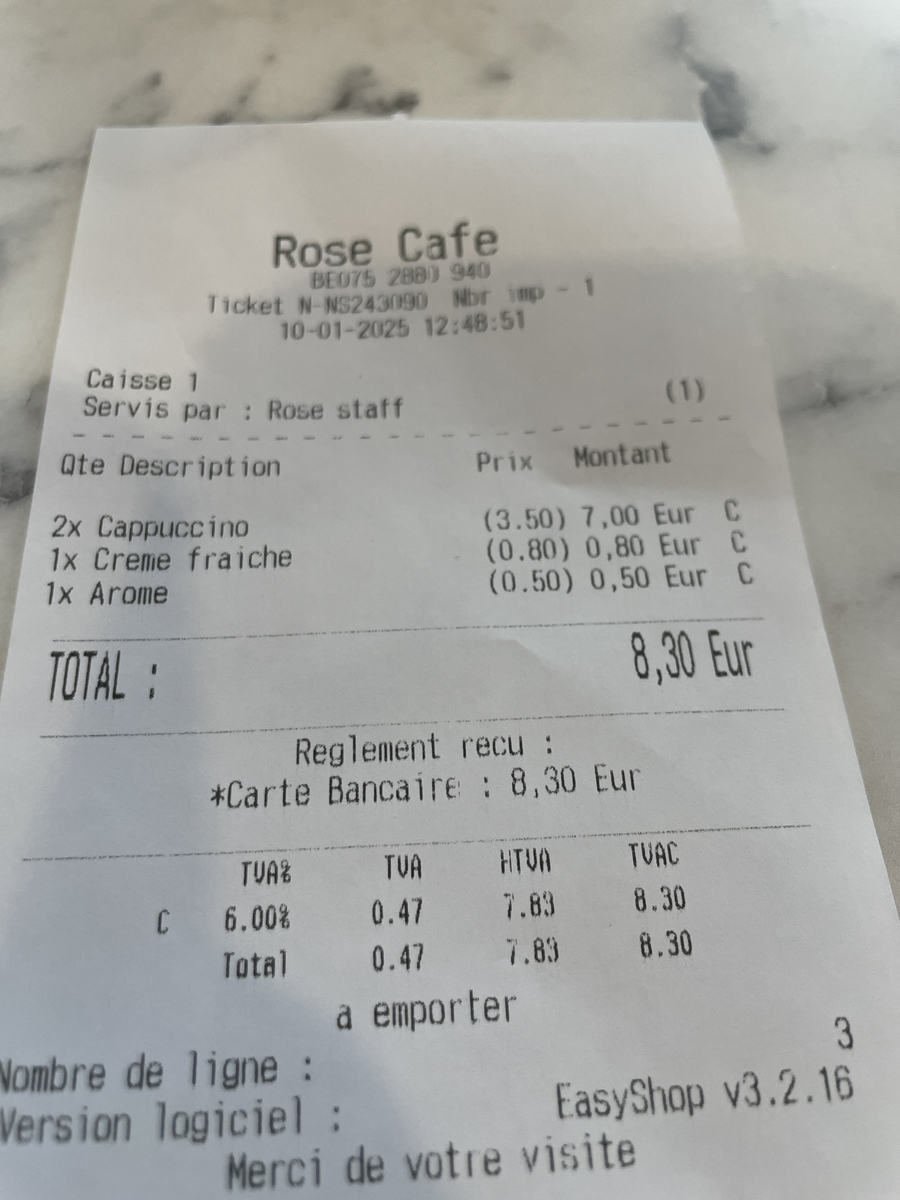 Rose Cafe
BE075 2880 940
Ticket N-NS243090 Nbr imp - 1
10-01-2025 12:48:51
Caisse 1
Servis par : Rose staff (1)
Qte Description Prix Montant
2x Cappuccino (3.50) 7,00 Eur C
1x Creme fraiche (0.80) 0,80 Eur C
1x Arome (0.50) 0,50 Eur C
TOTAL : 8,30 Eur
Reglement recu :
*Carte Bancaire : 8,30 Eur
TVA% TVA HTVA TVAC
C 6.00% 0.47 7.83 8.30
Total 0.47 7.83 8.30
a emporter
Nombre de ligne : 3
Version logiciel : EasyShop v3.2.16
Merci de votre visite